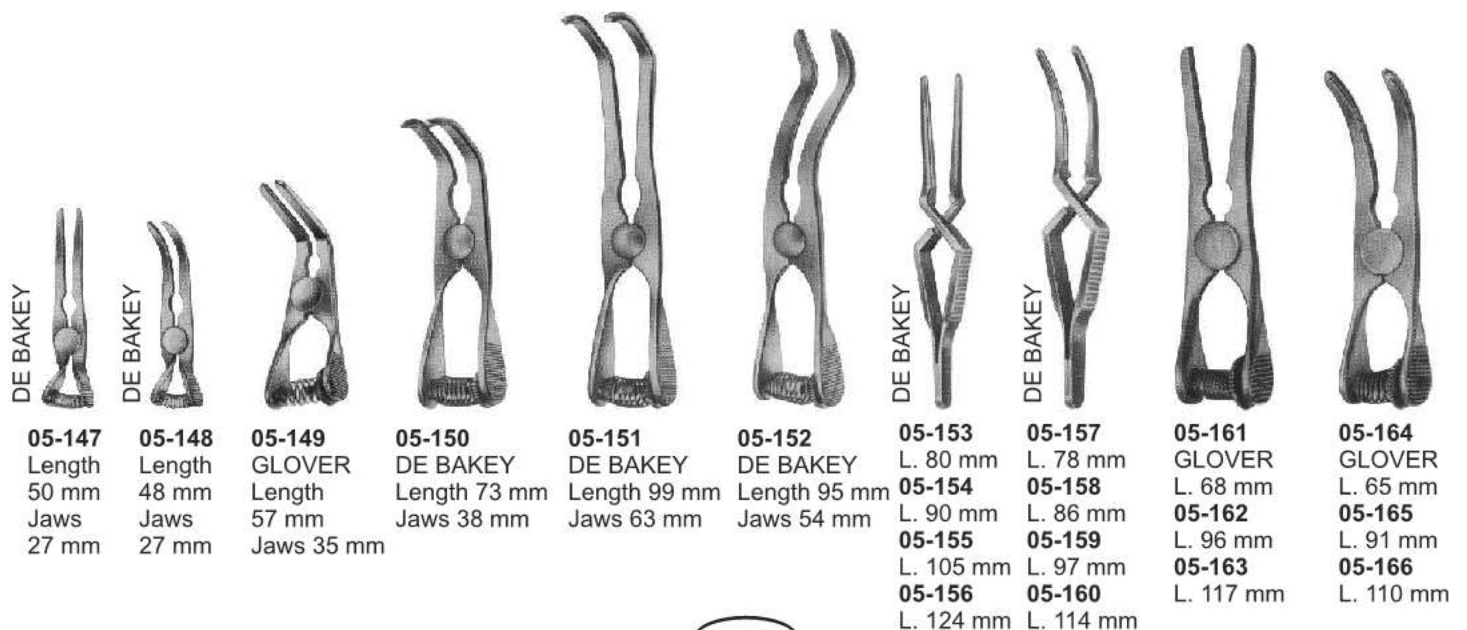 DE BAKEY
05-147
Length
50 mm
Jaws
27 mm
DE BAKEY
05-148
Length
48 mm
Jaws
27 mm
05-149
GLOVER
Length
57 mm
Jaws 35 mm
05-150
DE BAKEY
Length 73 mm
Jaws 38 mm
05-151
DE BAKEY
Length 99 mm
Jaws 63 mm
05-152
DE BAKEY
Length 95 mm
Jaws 54 mm
DE BAKEY
05-153
L. 80 mm
05-154
L. 90 mm
05-155
L. 105 mm
05-156
L. 124 mm
DE BAKEY
05-157
L. 78 mm
05-158
L. 86 mm
05-159
L. 97 mm
05-160
L. 114 mm
05-161
GLOVER
L. 68 mm
05-162
L. 96 mm
05-163
L. 117 mm
05-164
GLOVER
L. 65 mm
05-165
L. 91 mm
05-166
L. 110 mm